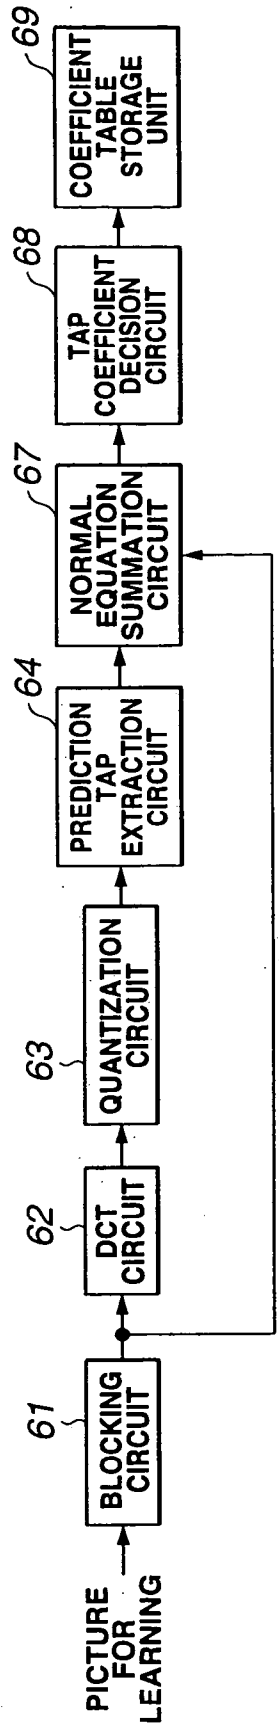 PICTURE
FOR
LEARNING
61
BLOCKING
CIRCUIT
62
DCT
CIRCUIT
63
QUANTIZATION
CIRCUIT
64
PREDICTION
TAP
EXTRACTION
CIRCUIT
67
NORMAL
EQUATION
SUMMATION
CIRCUIT
68
TAP
COEFFICIENT
DECISION
CIRCUIT
69
COEFFICIENT
TABLE
STORAGE
UNIT